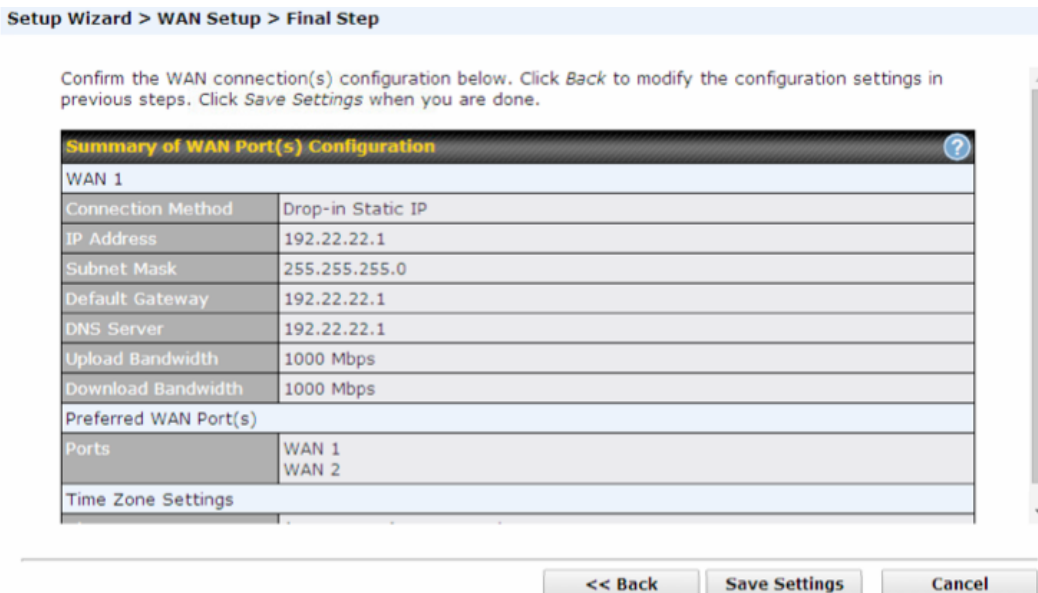 Setup Wizard > WAN Setup > Final Step
Confirm the WAN connection(s) configuration below. Click Back to modify the configuration settings in
previous steps. Click Save Settings when you are done.
Summary of WAN Port(s) Configuration
?
WAN 1
Connection Method Drop-in Static IP
IP Address 192.22.22.1
Subnet Mask 255.255.255.0
Default Gateway 192.22.22.1
DNS Server 192.22.22.1
Upload Bandwidth 1000 Mbps
Download Bandwidth 1000 Mbps
Preferred WAN Port(s)
Ports WAN 1
WAN 2
Time Zone Settings
<< Back Save Settings Cancel